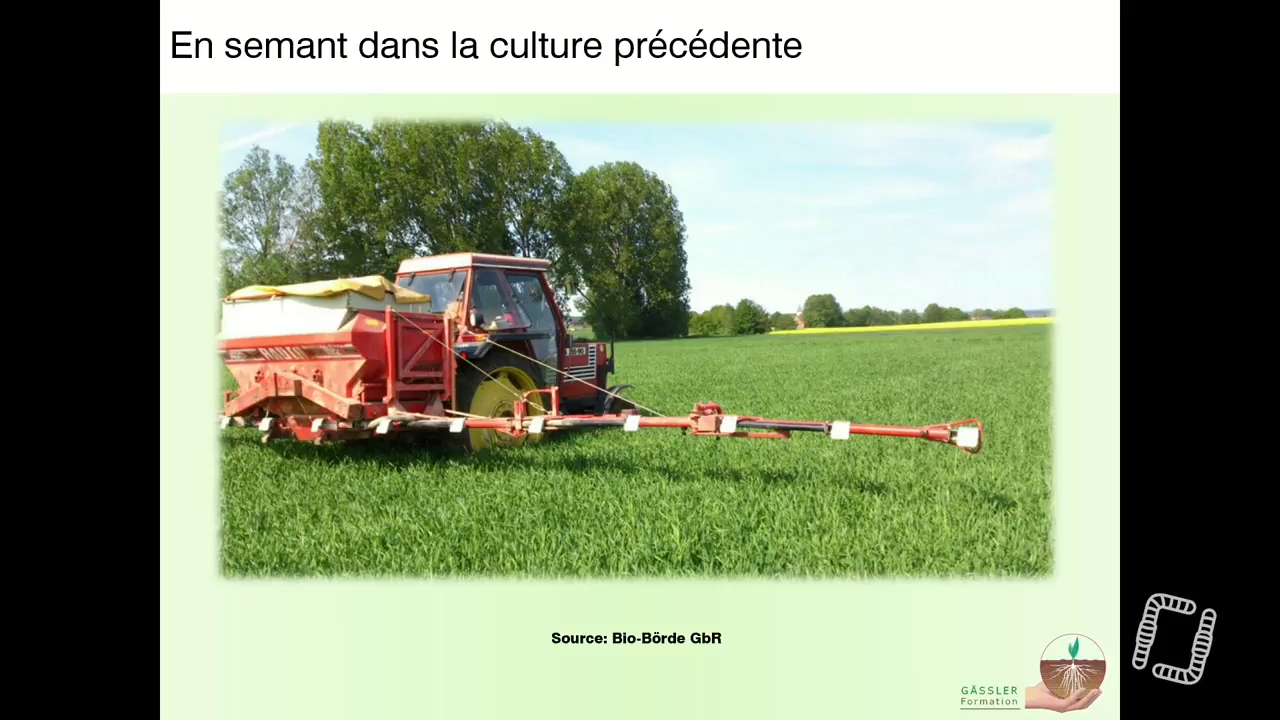 En semant dans la culture précédente
Source: Bio-Börde GbR
GÄSSLER
Formation